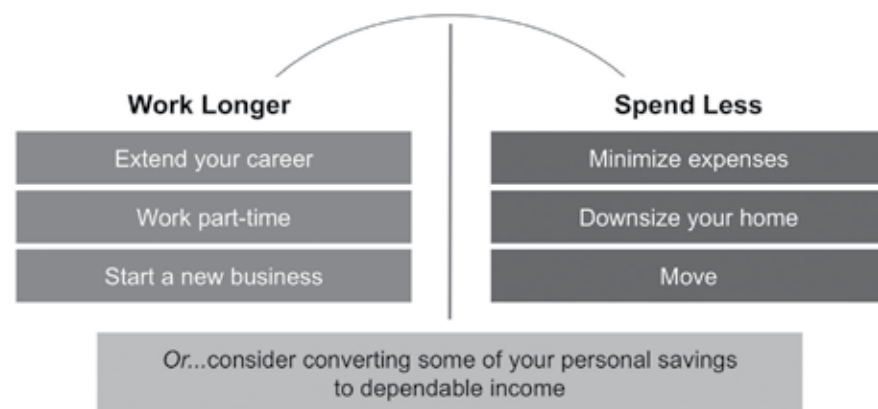 Work Longer
Extend your career
Work part-time
Start a new business
Spend Less
Minimize expenses
Downsize your home
Move
Or...consider converting some of your personal savings
to dependable income